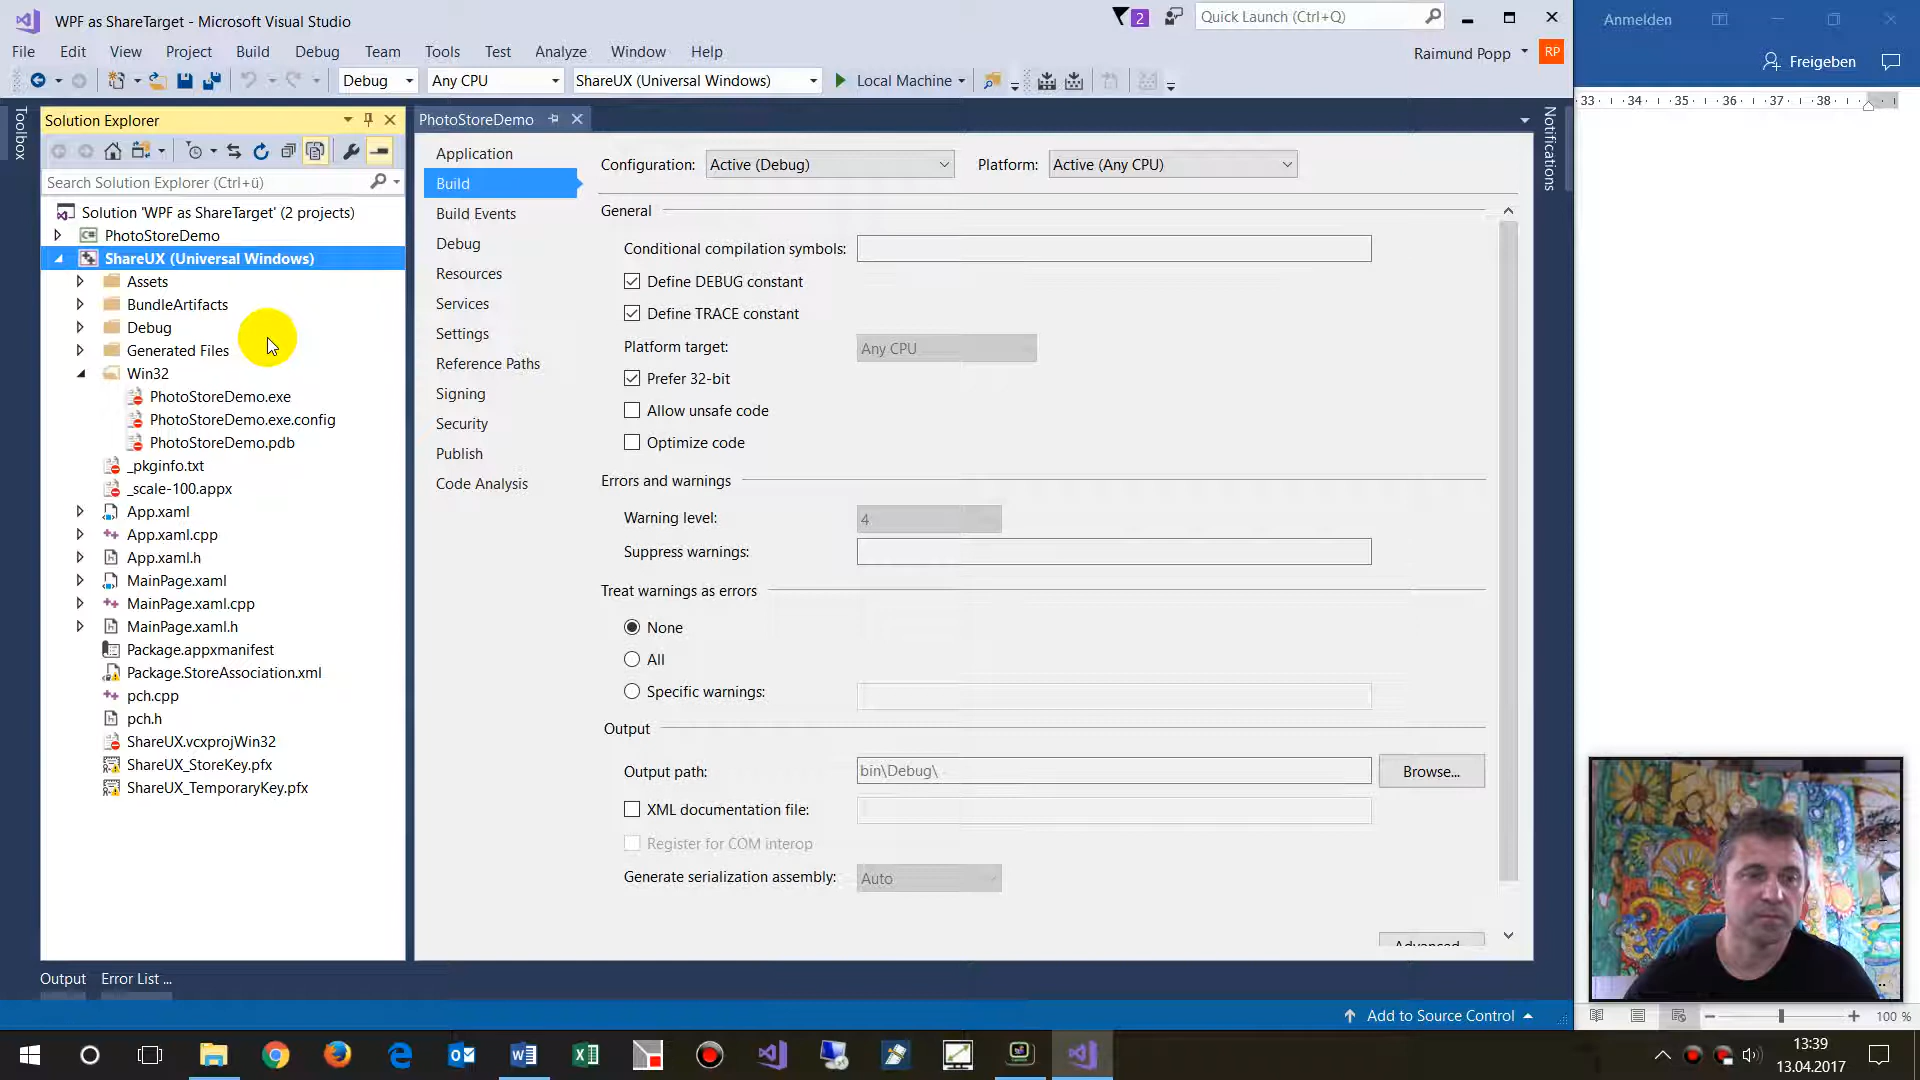 WPF as ShareTarget - Microsoft Visual Studio
2
Quick Launch (Ctrl+Q)
Anmelden
File Edit View Project Build Debug Team Tools Test Analyze Window Help
Raimund Popp
RP
Freigeben
Debug
Any CPU
ShareUX (Universal Windows)
Local Machine
33 34 35 36 37 38
Toolbox
Solution Explorer
Search Solution Explorer (Ctrl+ü)
Solution 'WPF as ShareTarget' (2 projects)
PhotoStoreDemo
ShareUX (Universal Windows)
Assets
BundleArtifacts
Debug
Generated Files
Win32
PhotoStoreDemo.exe
PhotoStoreDemo.exe.config
PhotoStoreDemo.pdb
_pkginfo.txt
_scale-100.appx
App.xaml
App.xaml.cpp
App.xaml.h
MainPage.xaml
MainPage.xaml.cpp
MainPage.xaml.h
Package.appxmanifest
Package.StoreAssociation.xml
pch.cpp
pch.h
ShareUX.vcxprojWin32
ShareUX_StoreKey.pfx
ShareUX_TemporaryKey.pfx
PhotoStoreDemo
Application
Build
Build Events
Debug
Resources
Services
Settings
Reference Paths
Signing
Security
Publish
Code Analysis
Configuration: Active (Debug)
Platform: Active (Any CPU)
General
Conditional compilation symbols:
Define DEBUG constant
Define TRACE constant
Platform target: Any CPU
Prefer 32-bit
Allow unsafe code
Optimize code
Errors and warnings
Warning level: 4
Suppress warnings:
Treat warnings as errors
None
All
Specific warnings:
Output
Output path: bin\Debug\
Browse...
XML documentation file:
Register for COM interop
Generate serialization assembly: Auto
Advanced...
Notifications
Output
Error List ...
Add to Source Control
100 %
13:39
13.04.2017